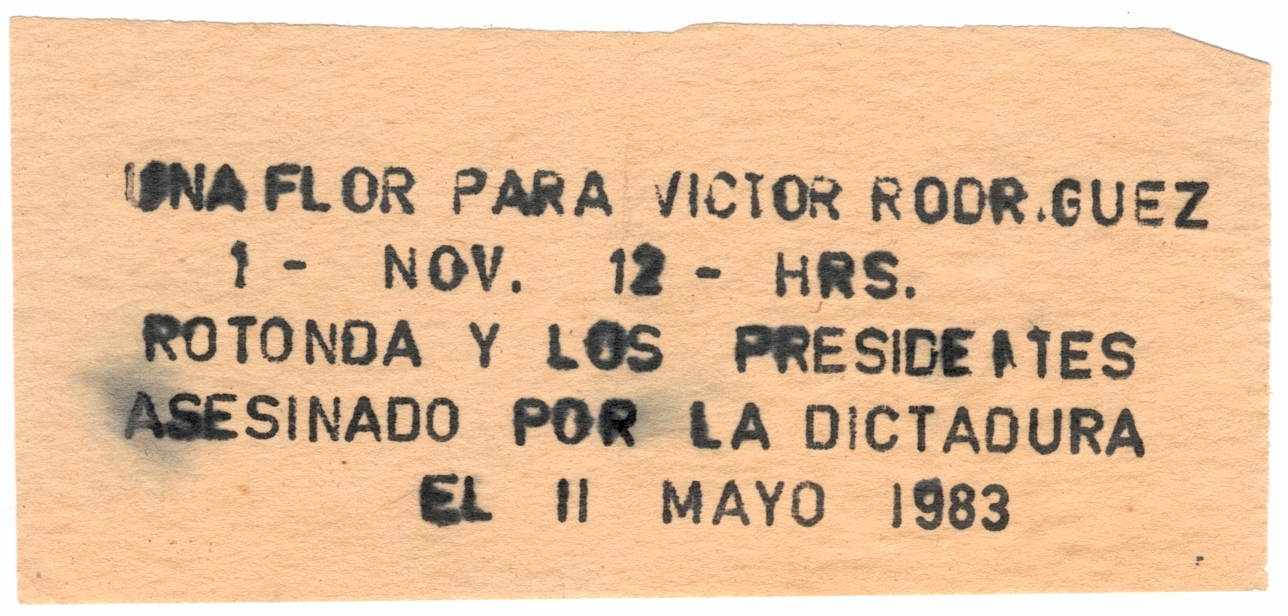 UNA FLOR PARA VICTOR RODRIGUEZ
1 - NOV. 12 - HRS.
ROTONDA Y LOS PRESIDENTES
ASESINADO POR LA DICTADURA
EL 11 MAYO 1983